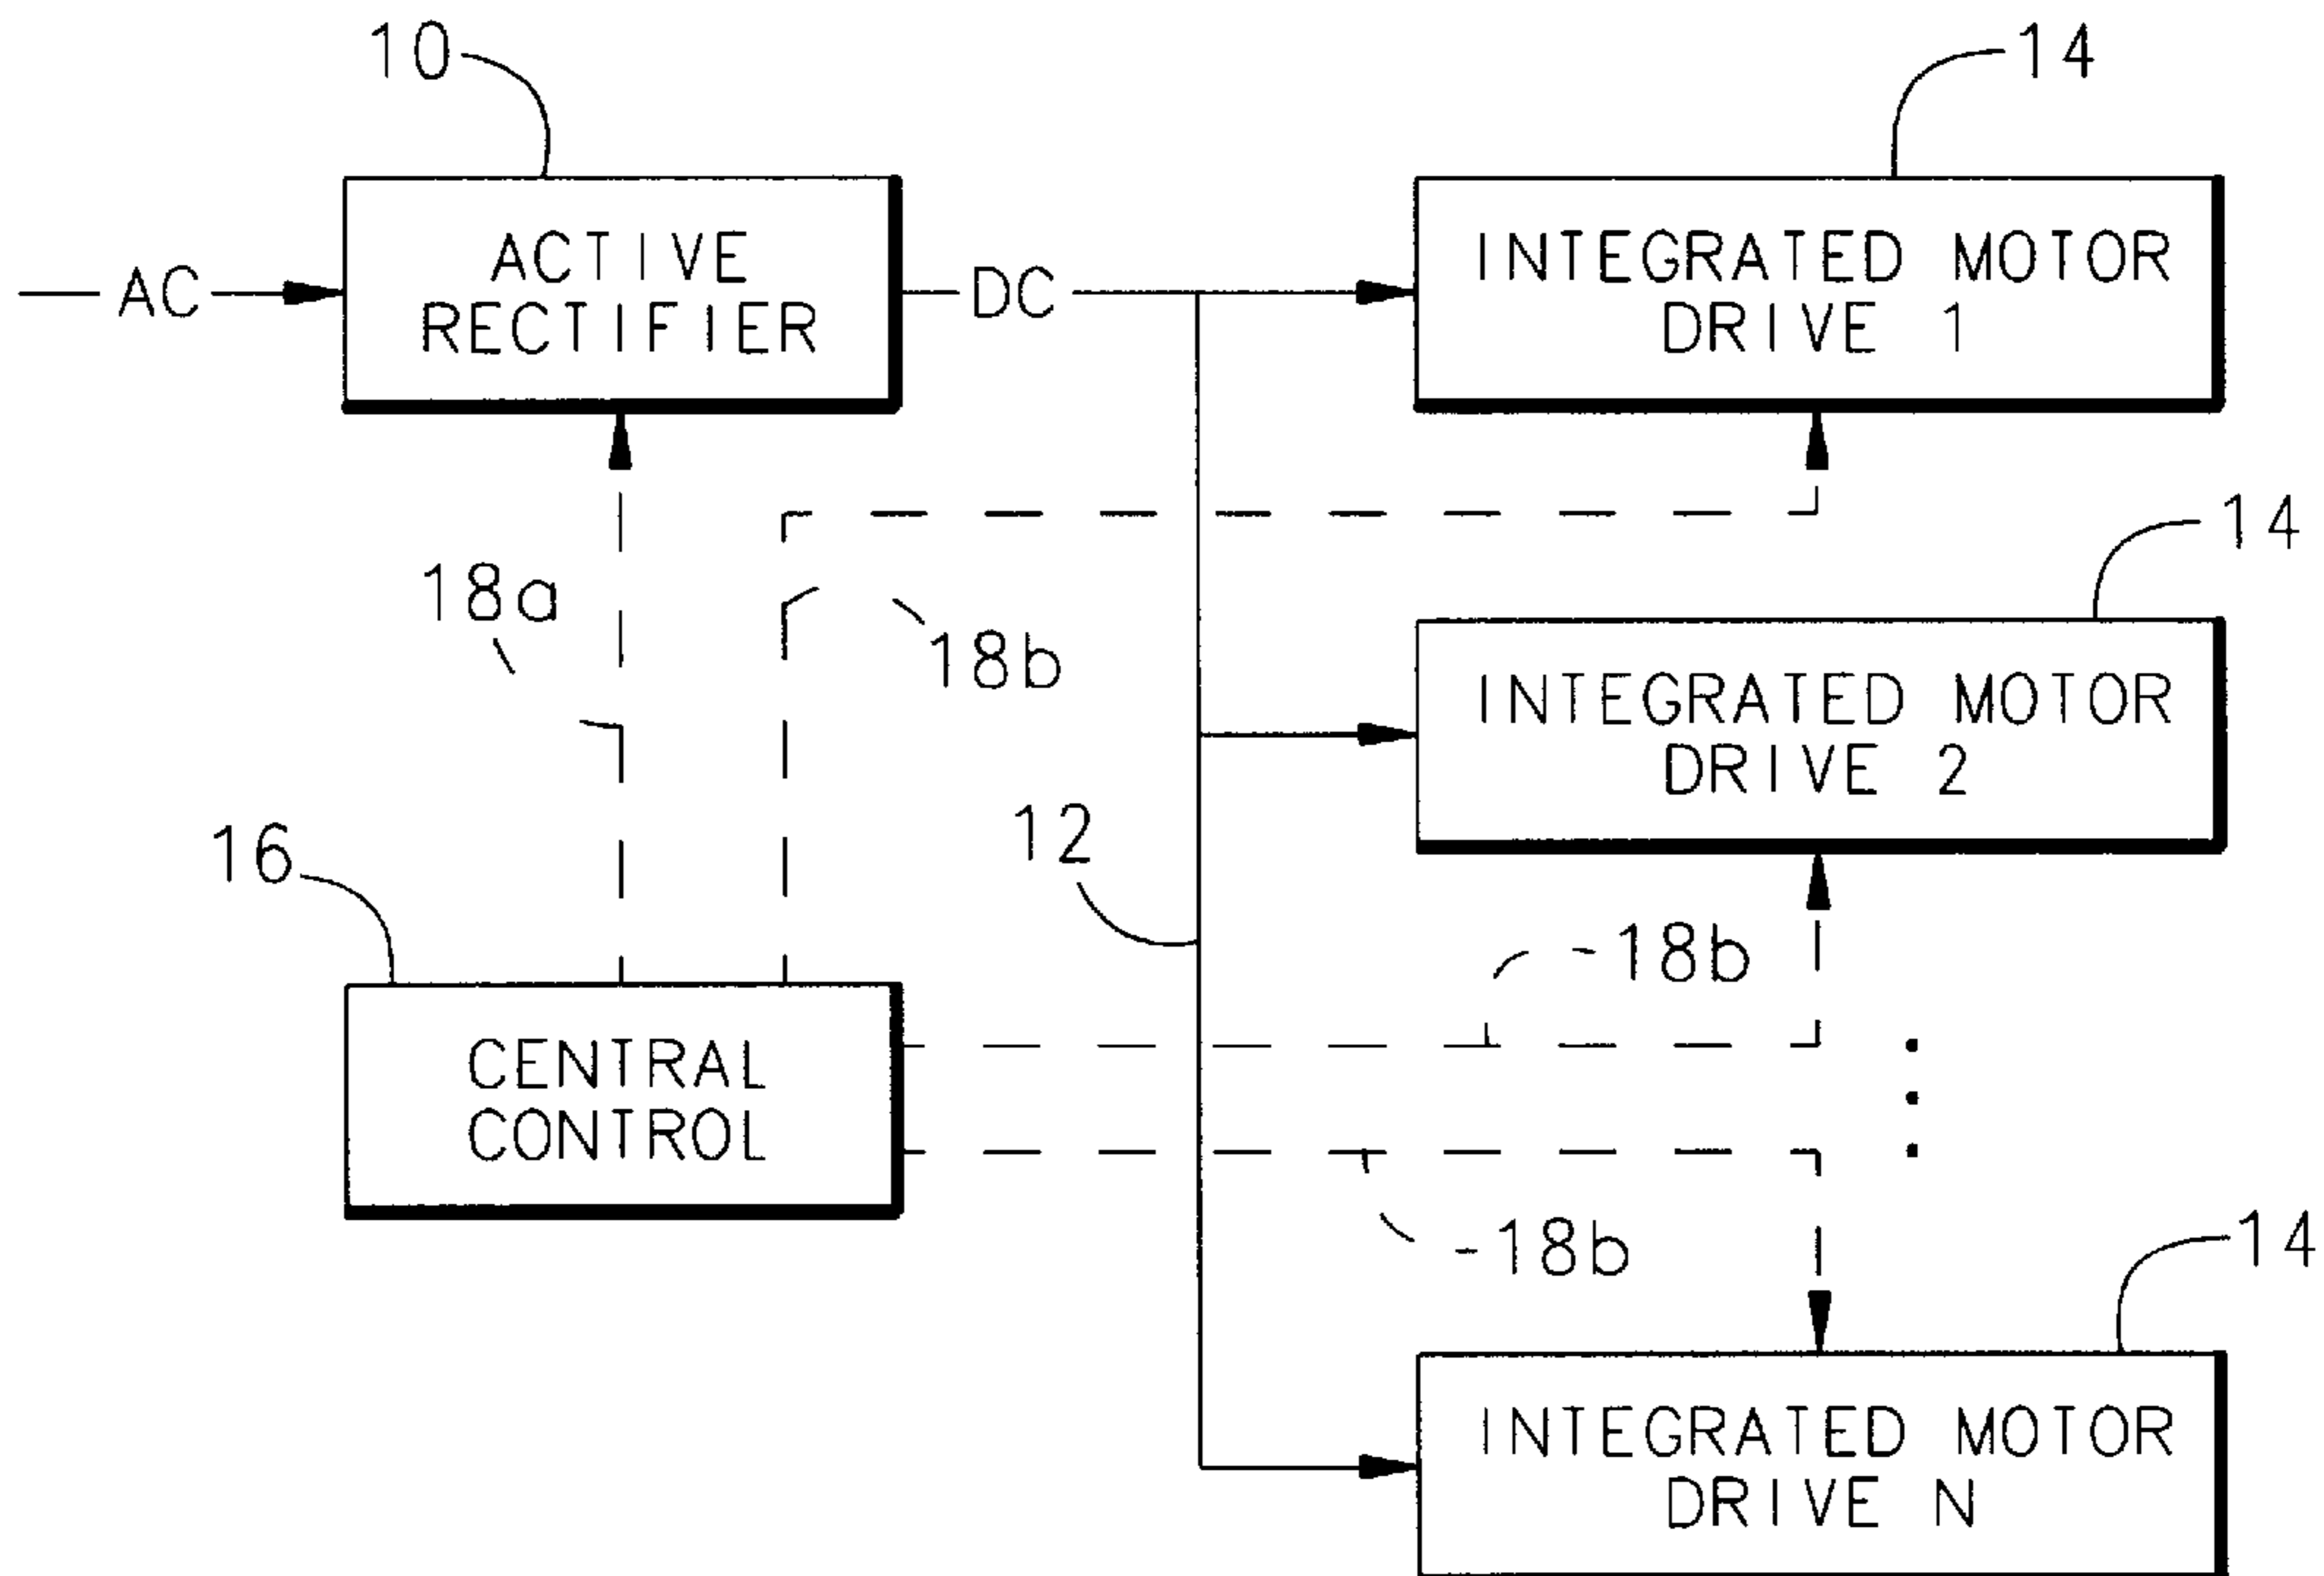 10
14
ACTIVE
RECTIFIER
INTEGRATED MOTOR
DRIVE 1
AC
DC
14
18a
18b
INTEGRATED MOTOR
DRIVE 2
12
16
18b
CENTRAL
CONTROL
18b
14
INTEGRATED MOTOR
DRIVE N